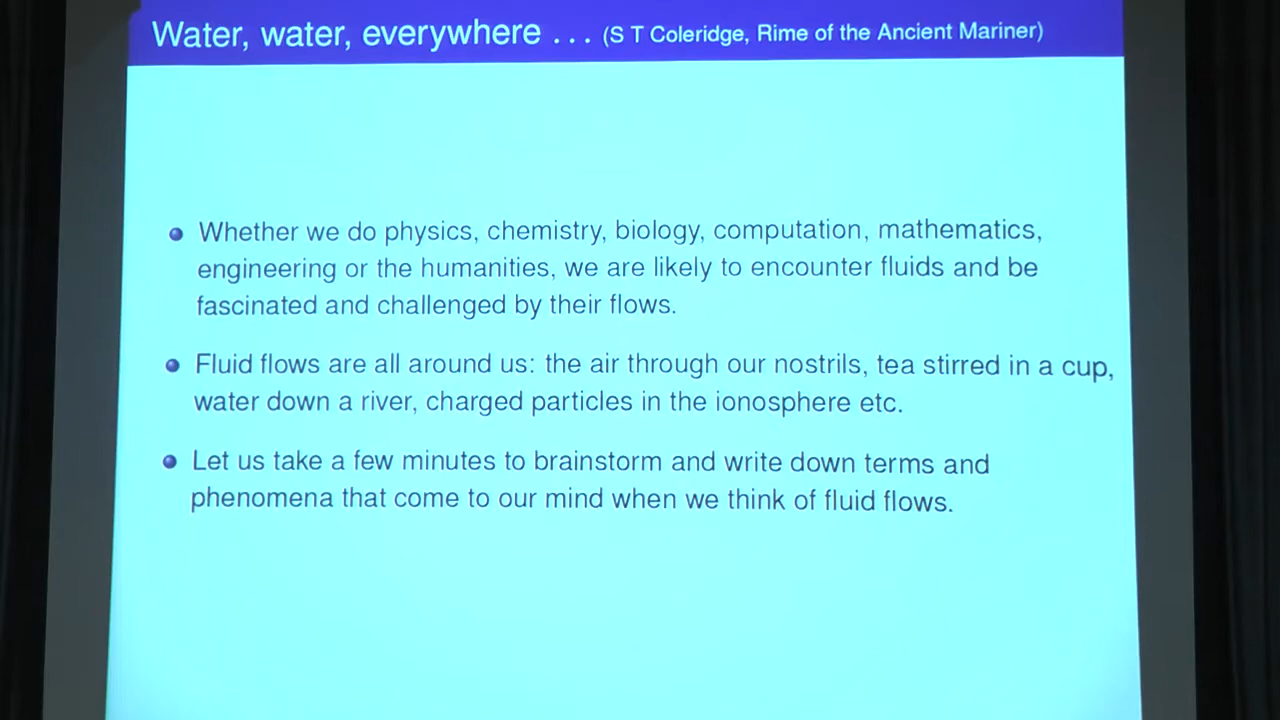 Water, water, everywhere . . . (S T Coleridge, Rime of the Ancient Mariner)
Whether we do physics, chemistry, biology, computation, mathematics,
engineering or the humanities, we are likely to encounter fluids and be
fascinated and challenged by their flows.
Fluid flows are all around us: the air through our nostrils, tea stirred in a cup,
water down a river, charged particles in the ionosphere etc.
Let us take a few minutes to brainstorm and write down terms and
phenomena that come to our mind when we think of fluid flows.